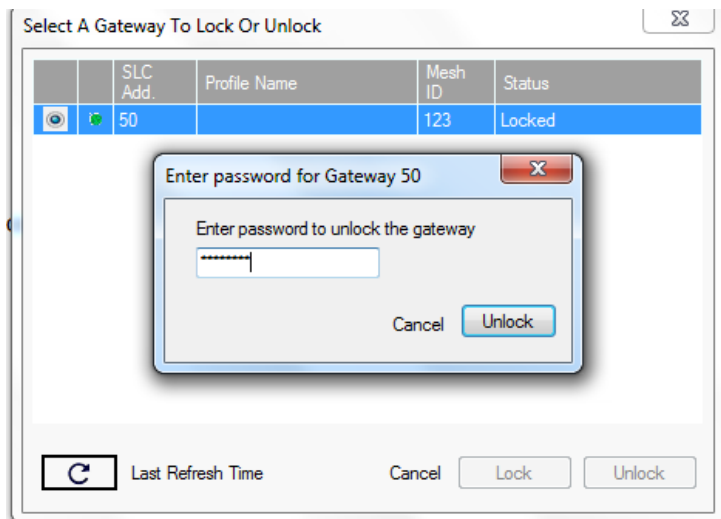 Select A Gateway To Lock Or Unlock
SLC Add.
Profile Name
Mesh ID
Status
50
123
Locked
Enter password for Gateway 50
Enter password to unlock the gateway
********
Cancel
Unlock
Last Refresh Time
Cancel
Lock
Unlock